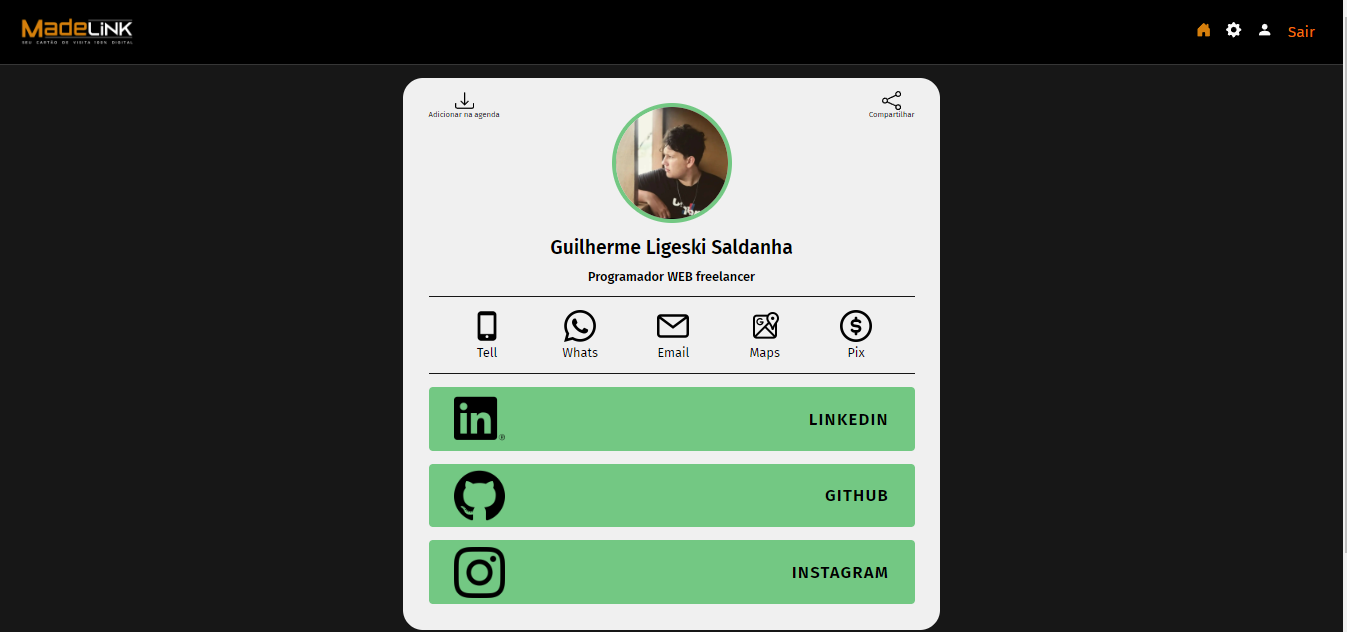 MadeLINK
SEU CARTÃO DE VISITA 100% DIGITAL
Sair
Adicionar na agenda
Compartilhar
Guilherme Ligeski Saldanha
Programador WEB freelancer
Tell
Whats
Email
Maps
Pix
in
LINKEDIN
GITHUB
INSTAGRAM